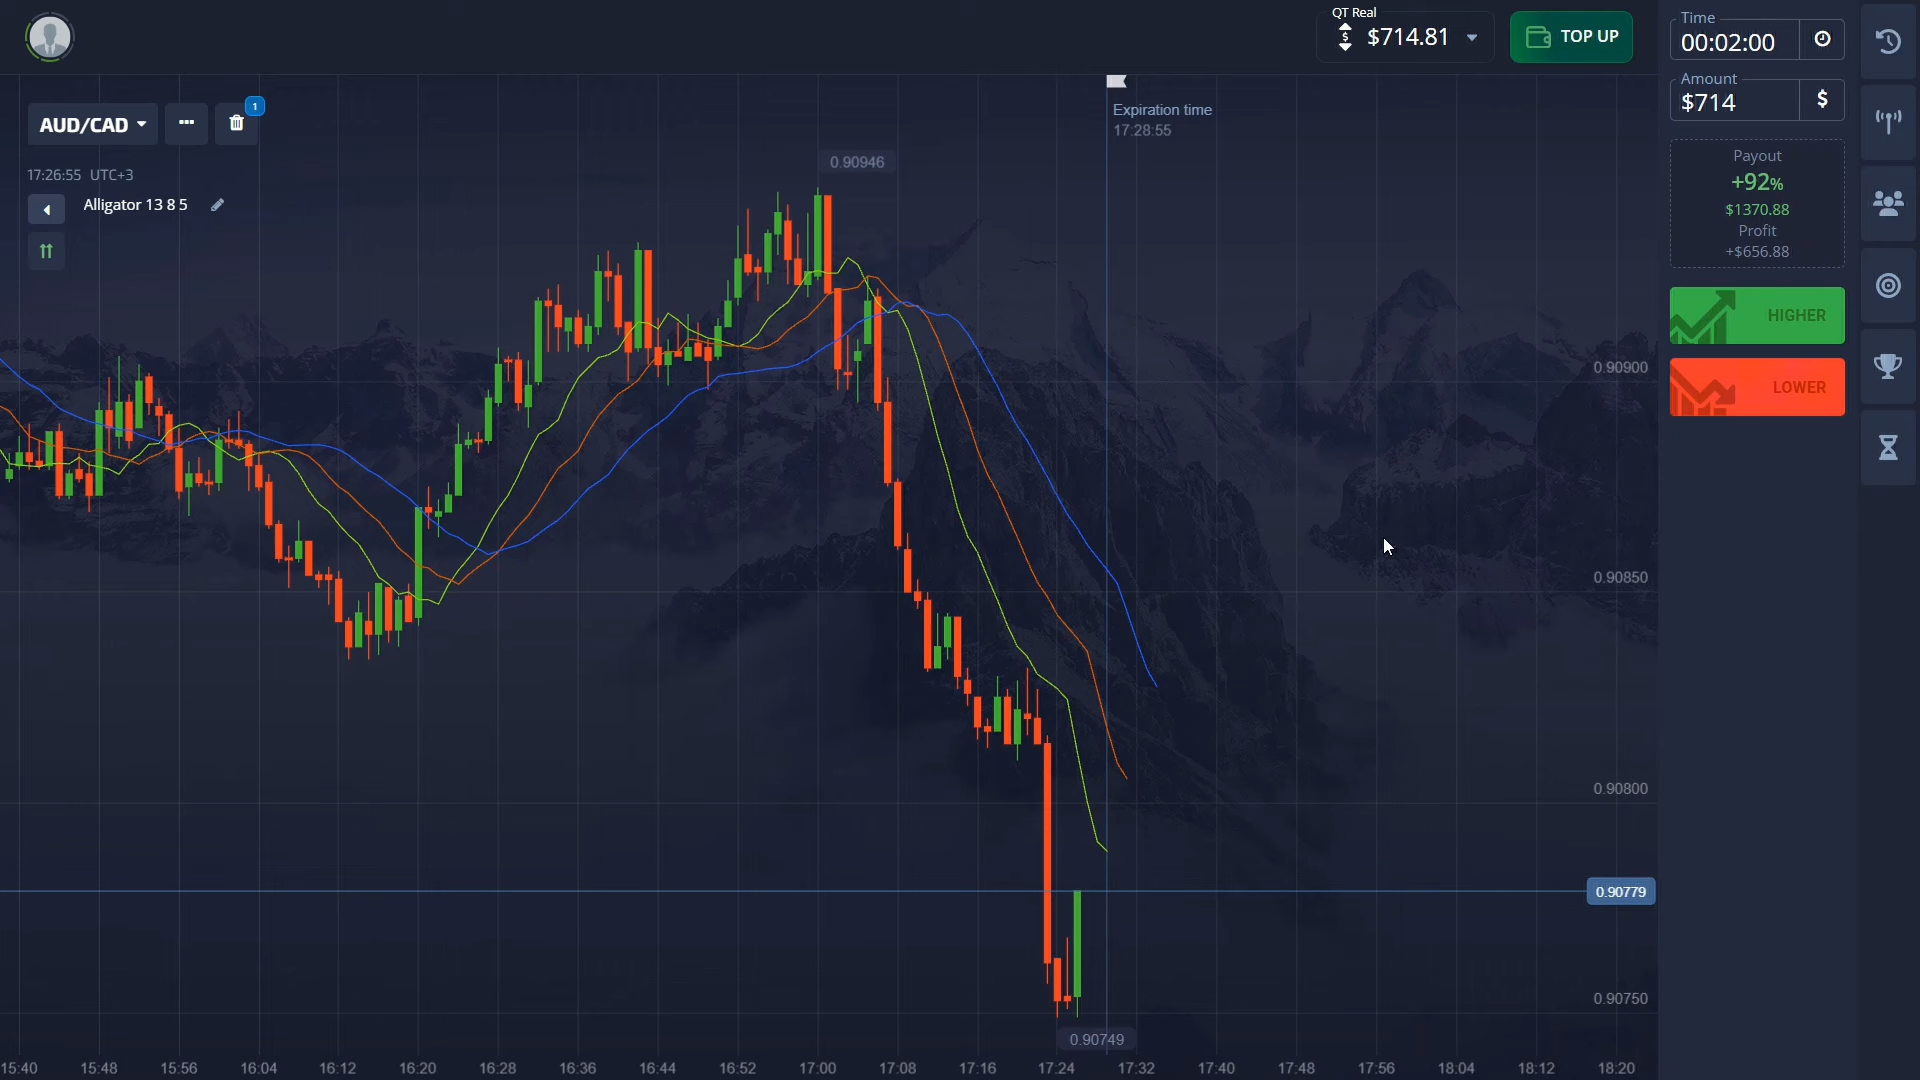 QT Real
$714.81
TOP UP
Time
00:02:00
Amount
$714
$
Payout
+92%
$1370.88
Profit
+$656.88
HIGHER
LOWER
AUD/CAD
1
17:26:55 UTC+3
Alligator 13 8 5
Expiration time
17:28:55
0.90946
0.90900
0.90850
0.90800
0.90779
0.90750
0.90749
15:40 15:48 15:56 16:04 16:12 16:20 16:28 16:36 16:44 16:52 17:00 17:08 17:16 17:24 17:32 17:40 17:48 17:56 18:04 18:12 18:20